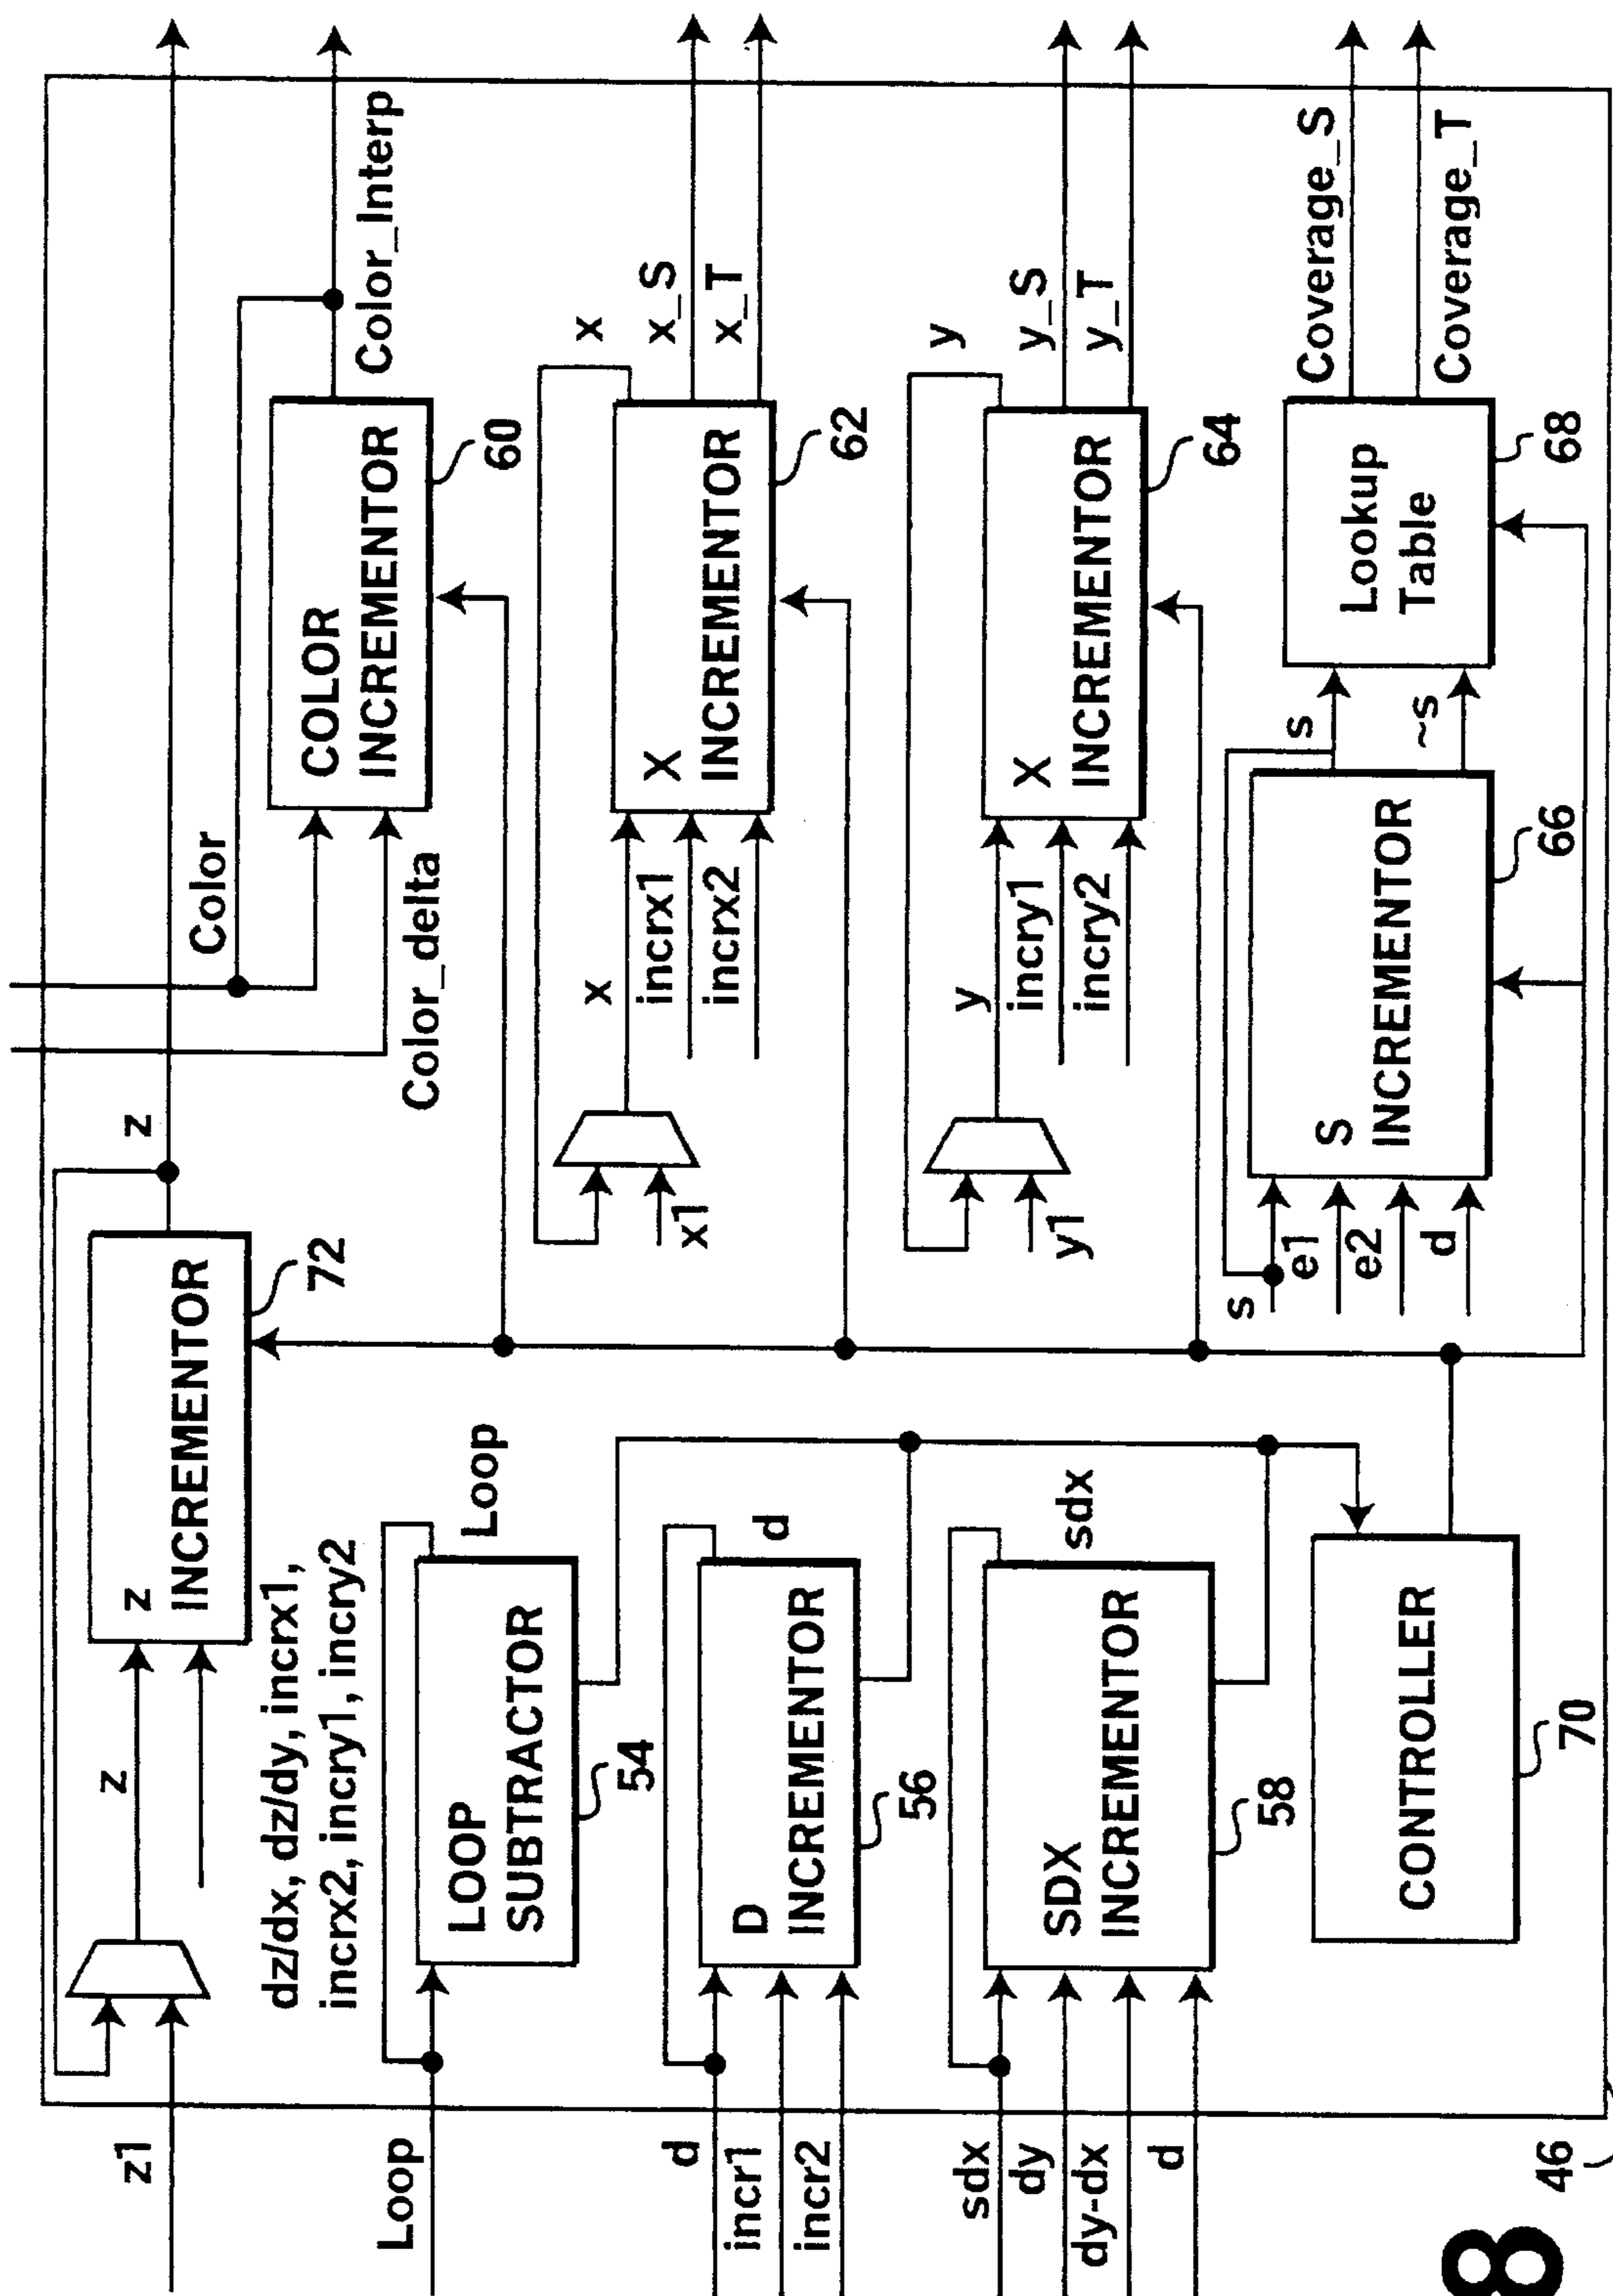 z1
z
Z
INCREMENTOR
72
z
dz/dx, dz/dy, incrx1,
incrx2, incry1, incry2
Color
Color_delta
COLOR
INCREMENTOR
60
Color_Interp
Loop
LOOP
SUBTRACTOR
54
Loop
x1
x
incrx1
incrx2
X
INCREMENTOR
62
x
x_S
x_T
d
incr1
incr2
D
INCREMENTOR
56
d
y1
y
incry1
incry2
X
INCREMENTOR
64
y
y_S
y_T
sdx
dy
dy-dx
d
SDX
INCREMENTOR
58
sdx
s
e1
e2
d
S
INCREMENTOR
66
s
~s
Lookup
Table
68
Coverage_S
Coverage_T
CONTROLLER
70
46
8